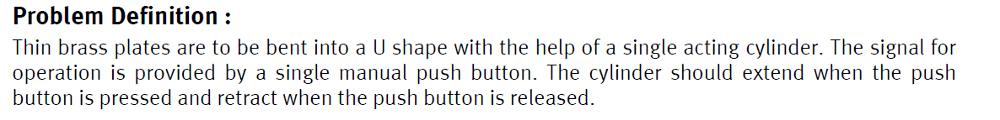 Problem Definition :
Thin brass plates are to be bent into a U shape with the help of a single acting cylinder. The signal for
operation is provided by a single manual push button. The cylinder should extend when the push
button is pressed and retract when the push button is released.